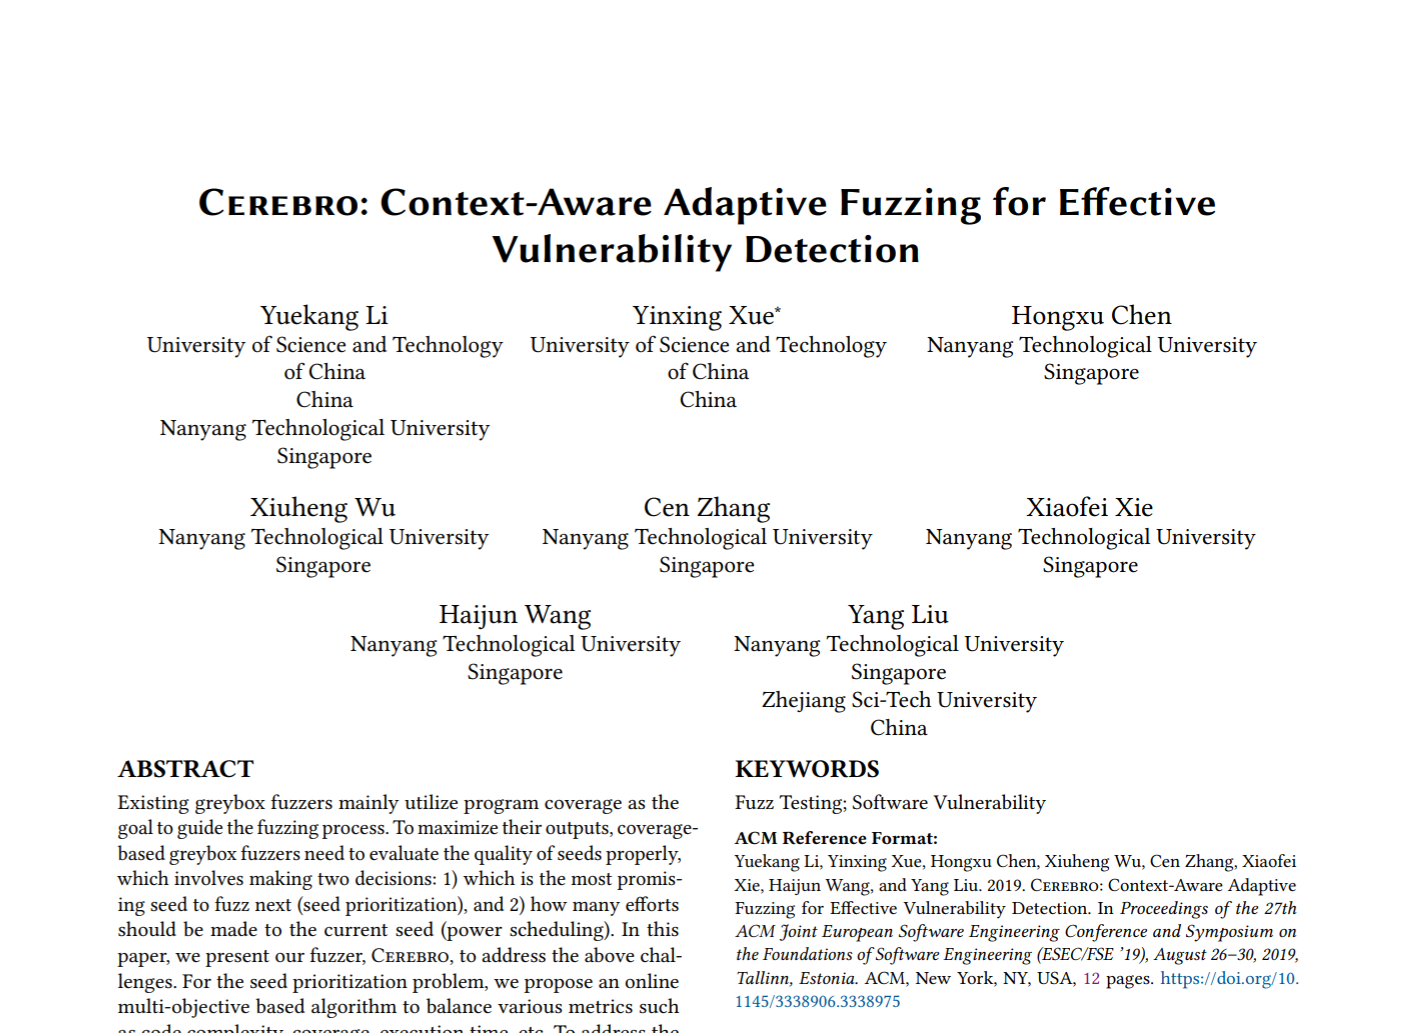 CEREBRO: Context-Aware Adaptive Fuzzing for Effective
Vulnerability Detection
Yuekang Li
University of Science and Technology
of China
China
Nanyang Technological University
Singapore
Yinxing Xue*
University of Science and Technology
of China
China
Hongxu Chen
Nanyang Technological University
Singapore
Xiuheng Wu
Nanyang Technological University
Singapore
Cen Zhang
Nanyang Technological University
Singapore
Xiaofei Xie
Nanyang Technological University
Singapore
Haijun Wang
Nanyang Technological University
Singapore
Yang Liu
Nanyang Technological University
Singapore
Zhejiang Sci-Tech University
China
ABSTRACT
Existing greybox fuzzers mainly utilize program coverage as the
goal to guide the fuzzing process. To maximize their outputs, coverage-
based greybox fuzzers need to evaluate the quality of seeds properly,
which involves making two decisions: 1) which is the most promis-
ing seed to fuzz next (seed prioritization), and 2) how many efforts
should be made to the current seed (power scheduling). In this
paper, we present our fuzzer, CEREBRO, to address the above chal-
lenges. For the seed prioritization problem, we propose an online
multi-objective based algorithm to balance various metrics such
as code complexity, coverage, execution time, etc. To address the
KEYWORDS
Fuzz Testing; Software Vulnerability
ACM Reference Format:
Yuekang Li, Yinxing Xue, Hongxu Chen, Xiuheng Wu, Cen Zhang, Xiaofei
Xie, Haijun Wang, and Yang Liu. 2019. CEREBRO: Context-Aware Adaptive
Fuzzing for Effective Vulnerability Detection. In Proceedings of the 27th
ACM Joint European Software Engineering Conference and Symposium on
the Foundations of Software Engineering (ESEC/FSE ’19), August 26–30, 2019,
Tallinn, Estonia. ACM, New York, NY, USA, 12 pages. https://doi.org/10.
1145/3338906.3338975